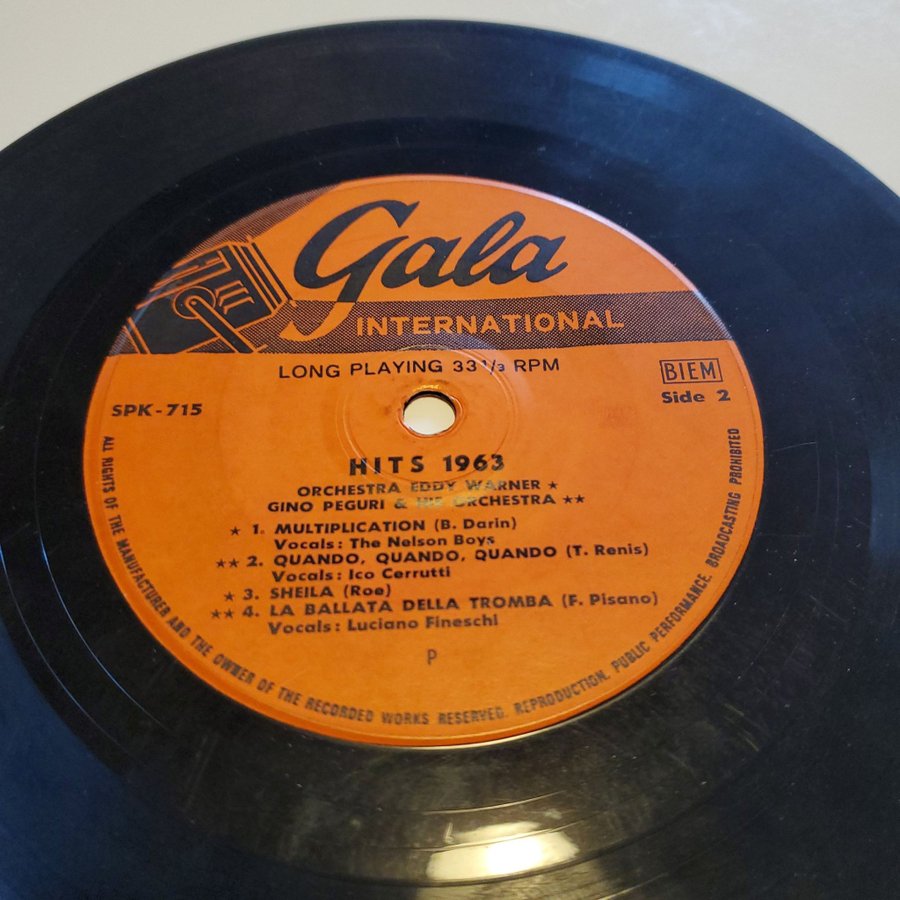 Gala
INTERNATIONAL
LONG PLAYING 33 1/3 RPM
BIEM
SPK-715
Side 2
HITS 1963
ORCHESTRA EDDY WARNER ★
GINO PEGURI & HIS ORCHESTRA ★★
★ 1. MULTIPLICATION (B. Darin)
Vocals: The Nelson Boys
★★ 2. QUANDO, QUANDO, QUANDO (T. Renis)
Vocals: Ico Cerrutti
★ 3. SHEILA (Roe)
★★ 4. LA BALLATA DELLA TROMBA (F. Pisano)
Vocals: Luciano Fineschi
P
ALL RIGHTS OF THE MANUFACTURER AND THE OWNER OF THE RECORDED WORKS RESERVED. REPRODUCTION. PUBLIC PERFORMANCE. BROADCASTING PROHIBITED